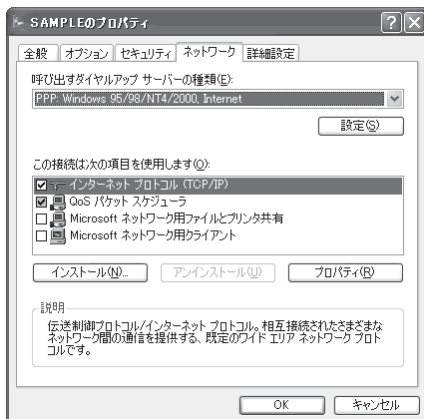 SAMPLEのプロパティ
全般 オプション セキュリティ ネットワーク 詳細設定
呼び出すダイヤルアップ サーバーの種類(E):
PPP: Windows 95/98/NT4/2000, Internet
設定(S)
この接続は次の項目を使用します(O):
インターネット プロトコル (TCP/IP)
QoS パケット スケジューラ
Microsoft ネットワーク用ファイルとプリンタ共有
Microsoft ネットワーク用クライアント
インストール(N)... アンインストール(U) プロパティ(R)
説明
伝送制御プロトコル/インターネット プロトコル。相互接続されたさまざまな
ネットワーク間の通信を提供する、既定のワイド エリア ネットワーク プロト
コルです。
OK キャンセル